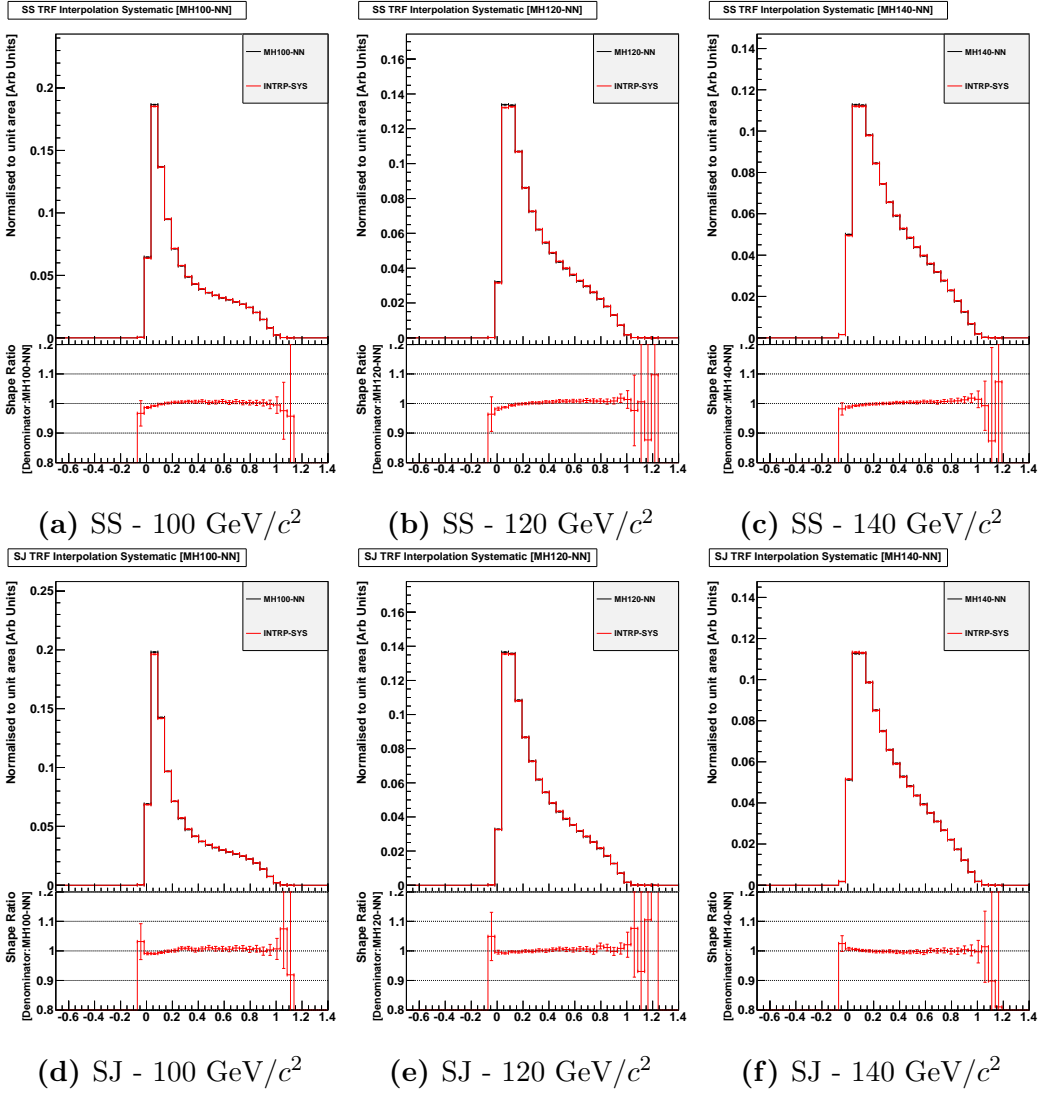 SS TRF Interpolation Systematic [MH100-NN]
Normalised to unit area [Arb Units]
MH100-NN
INTRP-SYS
0.2
0.15
0.1
0.05
0
Shape Ratio
[Denominator:MH100-NN]
1.2
1.1
1
0.9
0.8
-0.6 -0.4 -0.2 0 0.2 0.4 0.6 0.8 1 1.2 1.4
(a) SS - 100 GeV/c²
SS TRF Interpolation Systematic [MH120-NN]
Normalised to unit area [Arb Units]
MH120-NN
INTRP-SYS
0.16
0.14
0.12
0.1
0.08
0.06
0.04
0.02
0
Shape Ratio
[Denominator:MH120-NN]
1.2
1.1
1
0.9
0.8
-0.6 -0.4 -0.2 0 0.2 0.4 0.6 0.8 1 1.2 1.4
(b) SS - 120 GeV/c²
SS TRF Interpolation Systematic [MH140-NN]
Normalised to unit area [Arb Units]
MH140-NN
INTRP-SYS
0.14
0.12
0.1
0.08
0.06
0.04
0.02
0
Shape Ratio
[Denominator:MH140-NN]
1.2
1.1
1
0.9
0.8
-0.6 -0.4 -0.2 0 0.2 0.4 0.6 0.8 1 1.2 1.4
(c) SS - 140 GeV/c²
SJ TRF Interpolation Systematic [MH100-NN]
Normalised to unit area [Arb Units]
MH100-NN
INTRP-SYS
0.25
0.2
0.15
0.1
0.05
0
Shape Ratio
[Denominator:MH100-NN]
1.2
1.1
1
0.9
0.8
-0.6 -0.4 -0.2 0 0.2 0.4 0.6 0.8 1 1.2 1.4
(d) SJ - 100 GeV/c²
SJ TRF Interpolation Systematic [MH120-NN]
Normalised to unit area [Arb Units]
MH120-NN
INTRP-SYS
0.16
0.14
0.12
0.1
0.08
0.06
0.04
0.02
0
Shape Ratio
[Denominator:MH120-NN]
1.2
1.1
1
0.9
0.8
-0.6 -0.4 -0.2 0 0.2 0.4 0.6 0.8 1 1.2 1.4
(e) SJ - 120 GeV/c²
SJ TRF Interpolation Systematic [MH140-NN]
Normalised to unit area [Arb Units]
MH140-NN
INTRP-SYS
0.14
0.12
0.1
0.08
0.06
0.04
0.02
0
Shape Ratio
[Denominator:MH140-NN]
1.2
1.1
1
0.9
0.8
-0.6 -0.4 -0.2 0 0.2 0.4 0.6 0.8 1 1.2 1.4
(f) SJ - 140 GeV/c²